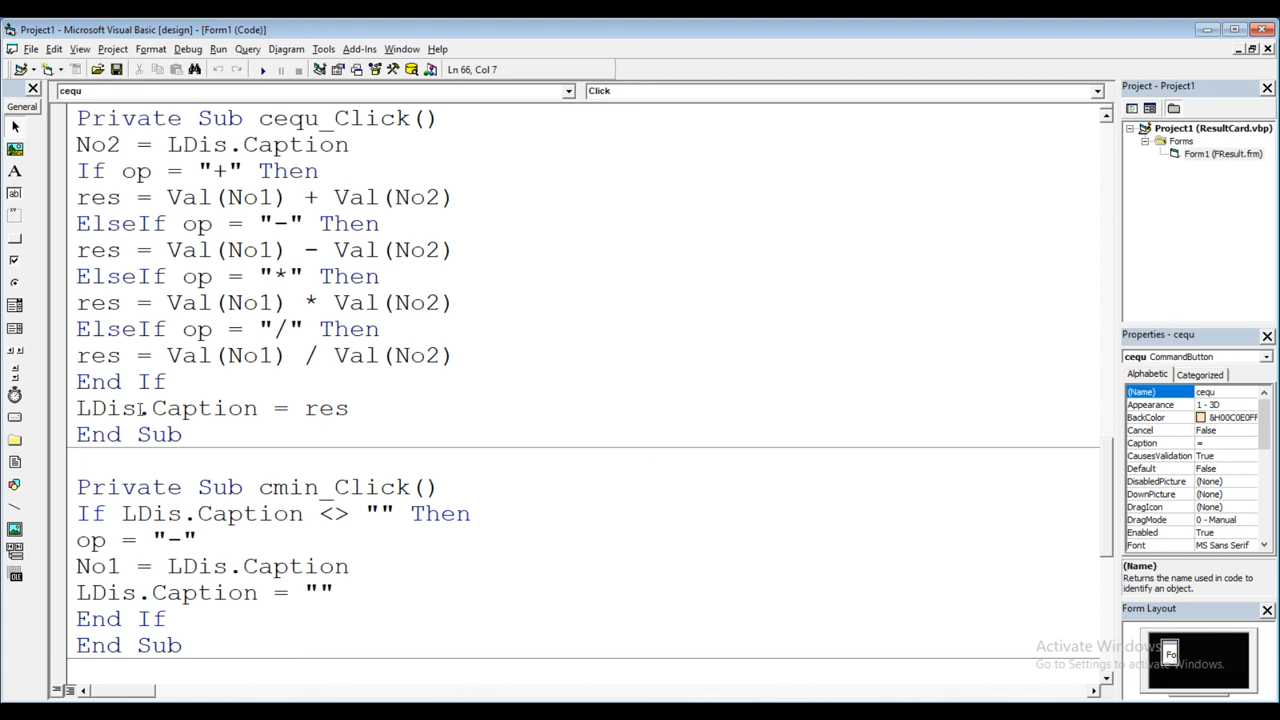 Project1 - Microsoft Visual Basic [design] - [Form1 (Code)]
File Edit View Project Format Debug Run Query Diagram Tools Add-Ins Window Help
Ln 66, Col 7
General
cequ Click
Private Sub cequ_Click()
No2 = LDis.Caption
If op = "+" Then
res = Val(No1) + Val(No2)
ElseIf op = "-" Then
res = Val(No1) - Val(No2)
ElseIf op = "*" Then
res = Val(No1) * Val(No2)
ElseIf op = "/" Then
res = Val(No1) / Val(No2)
End If
LDis.Caption = res
End Sub
Private Sub cmin_Click()
If LDis.Caption <> "" Then
op = "-"
No1 = LDis.Caption
LDis.Caption = ""
End If
End Sub
Project - Project1
Project1 (ResultCard.vbp)
Forms
Form1 (FResult.frm)
Properties - cequ
cequ CommandButton
Alphabetic Categorized
(Name) cequ
Appearance 1 - 3D
BackColor &H00C0E0FF
Cancel False
Caption =
CausesValidation True
Default False
DisabledPicture (None)
DownPicture (None)
DragIcon (None)
DragMode 0 - Manual
Enabled True
Font MS Sans Serif
(Name)
Returns the name used in code to
identify an object.
Form Layout
Fo
Activate Windows
Go to Settings to activate Windows.